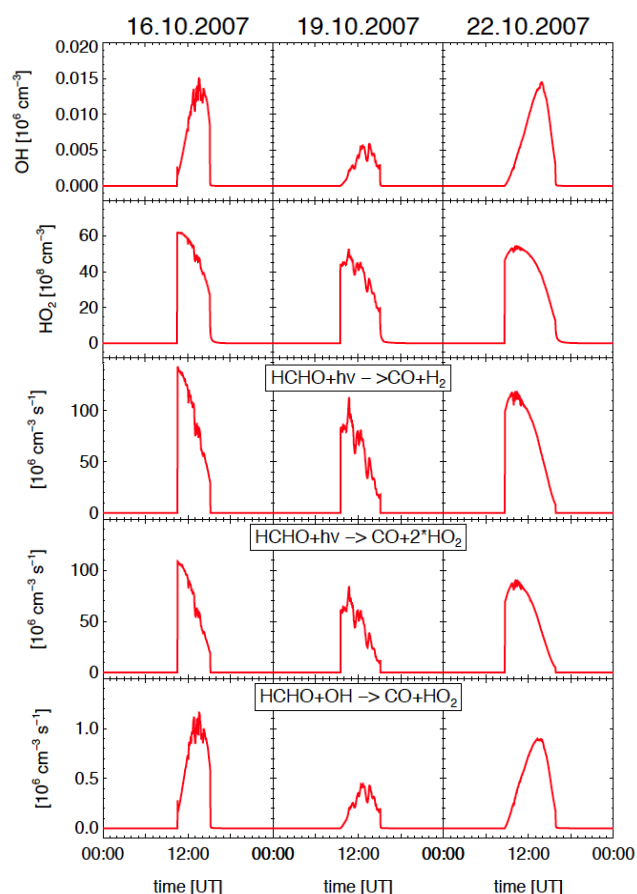 16.10.2007 19.10.2007 22.10.2007
OH [10⁶ cm⁻³]
0.020
0.015
0.010
0.005
0.000
HO₂ [10⁸ cm⁻³]
60
40
20
0
HCHO+hν − >CO+H₂
[10⁶ cm⁻³ s⁻¹]
100
50
0
HCHO+hν −> CO+2*HO₂
[10⁶ cm⁻³ s⁻¹]
100
50
0
HCHO+OH −> CO+HO₂
[10⁶ cm⁻³ s⁻¹]
1.0
0.5
0.0
00:00 12:00 00:00 12:00 00:00 12:00 00:00
time [UT] time [UT] time [UT]